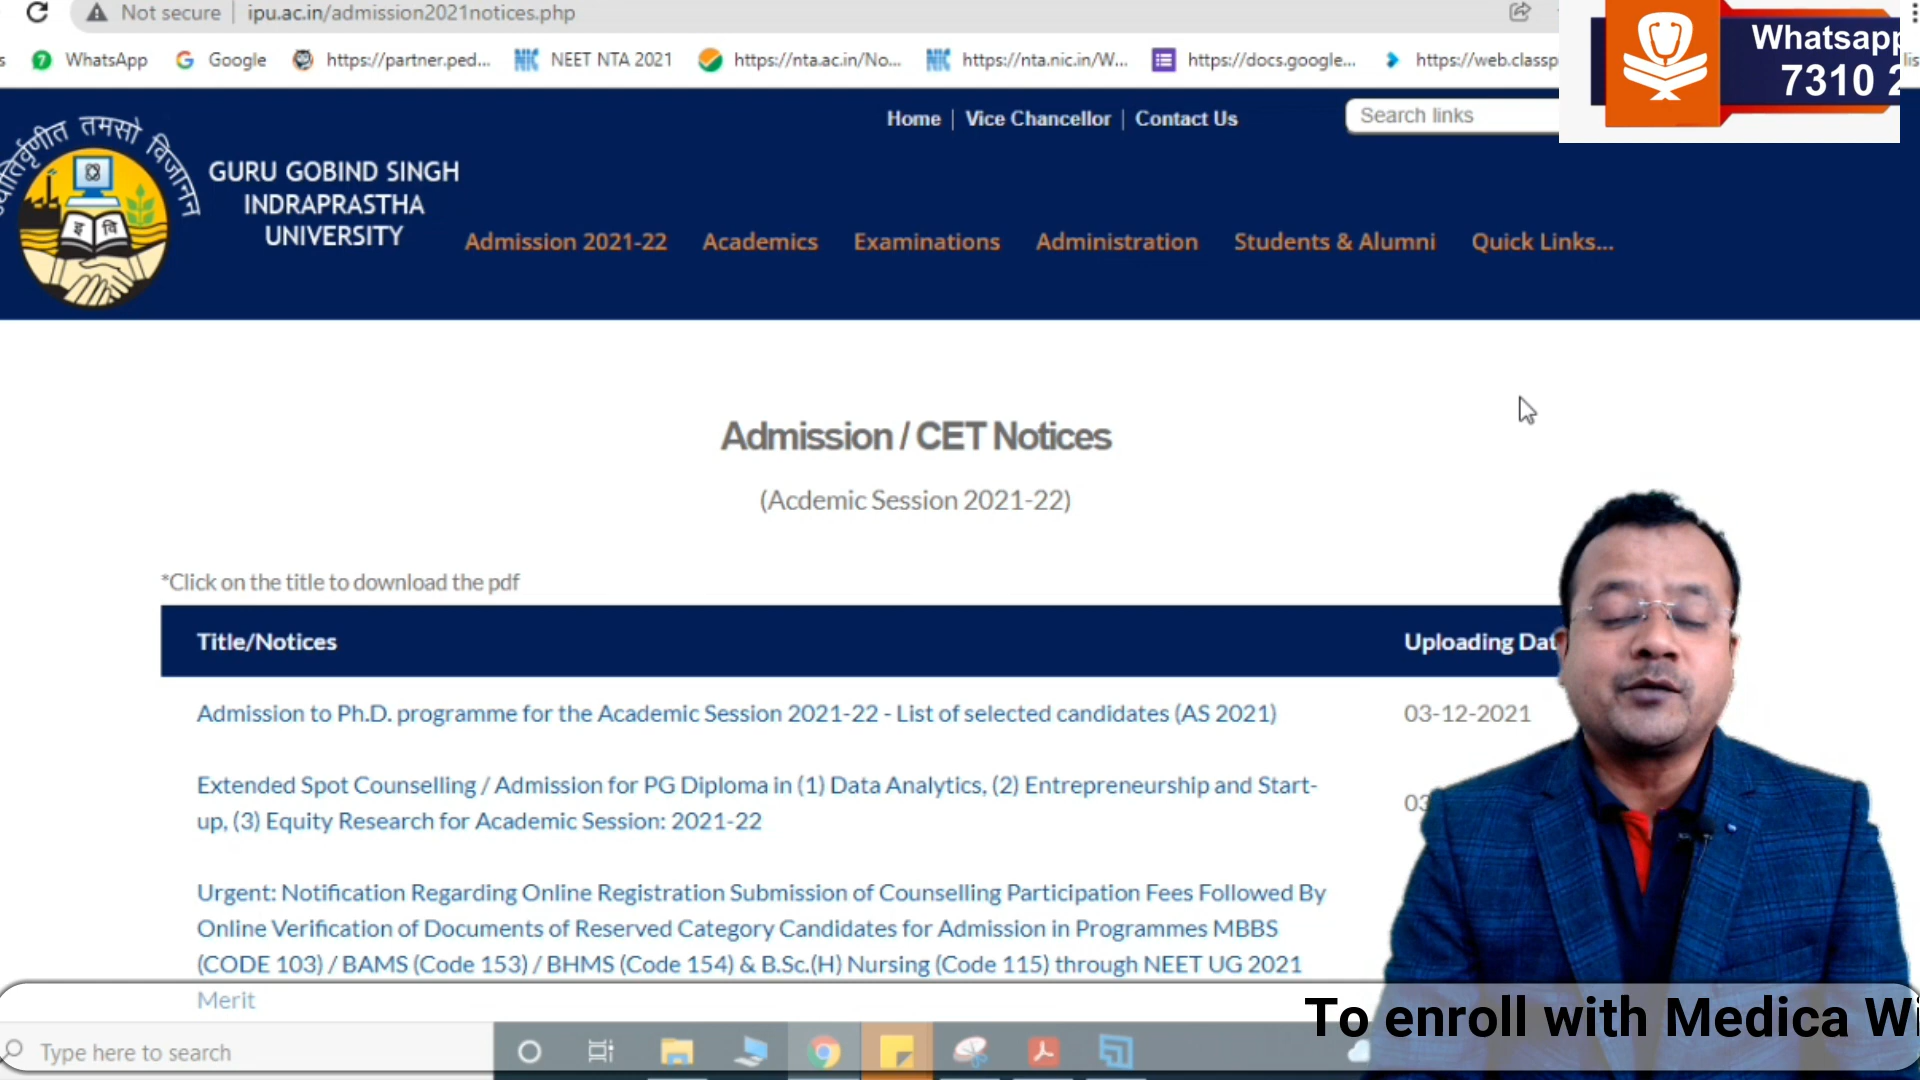 Not secure | ipu.ac.in/admission2021notices.php
WhatsApp Google https://partner.ped... NEET NTA 2021 https://nta.ac.in/No... https://nta.nic.in/W... https://docs.google... https://web.classp
Whatsapp
7310 2
Home | Vice Chancellor | Contact Us
Search links
तमसो
GURU GOBIND SINGH
INDRAPRASTHA
UNIVERSITY
इ वि
Admission 2021-22 Academics Examinations Administration Students & Alumni Quick Links...
Admission / CET Notices
(Acdemic Session 2021-22)
*Click on the title to download the pdf
Title/Notices Uploading Dat
Admission to Ph.D. programme for the Academic Session 2021-22 - List of selected candidates (AS 2021) 03-12-2021
Extended Spot Counselling / Admission for PG Diploma in (1) Data Analytics, (2) Entrepreneurship and Start- 03
up, (3) Equity Research for Academic Session: 2021-22
Urgent: Notification Regarding Online Registration Submission of Counselling Participation Fees Followed By
Online Verification of Documents of Reserved Category Candidates for Admission in Programmes MBBS
(CODE 103) / BAMS (Code 153) / BHMS (Code 154) & B.Sc.(H) Nursing (Code 115) through NEET UG 2021
Merit
To enroll with Medica Wi
Type here to search